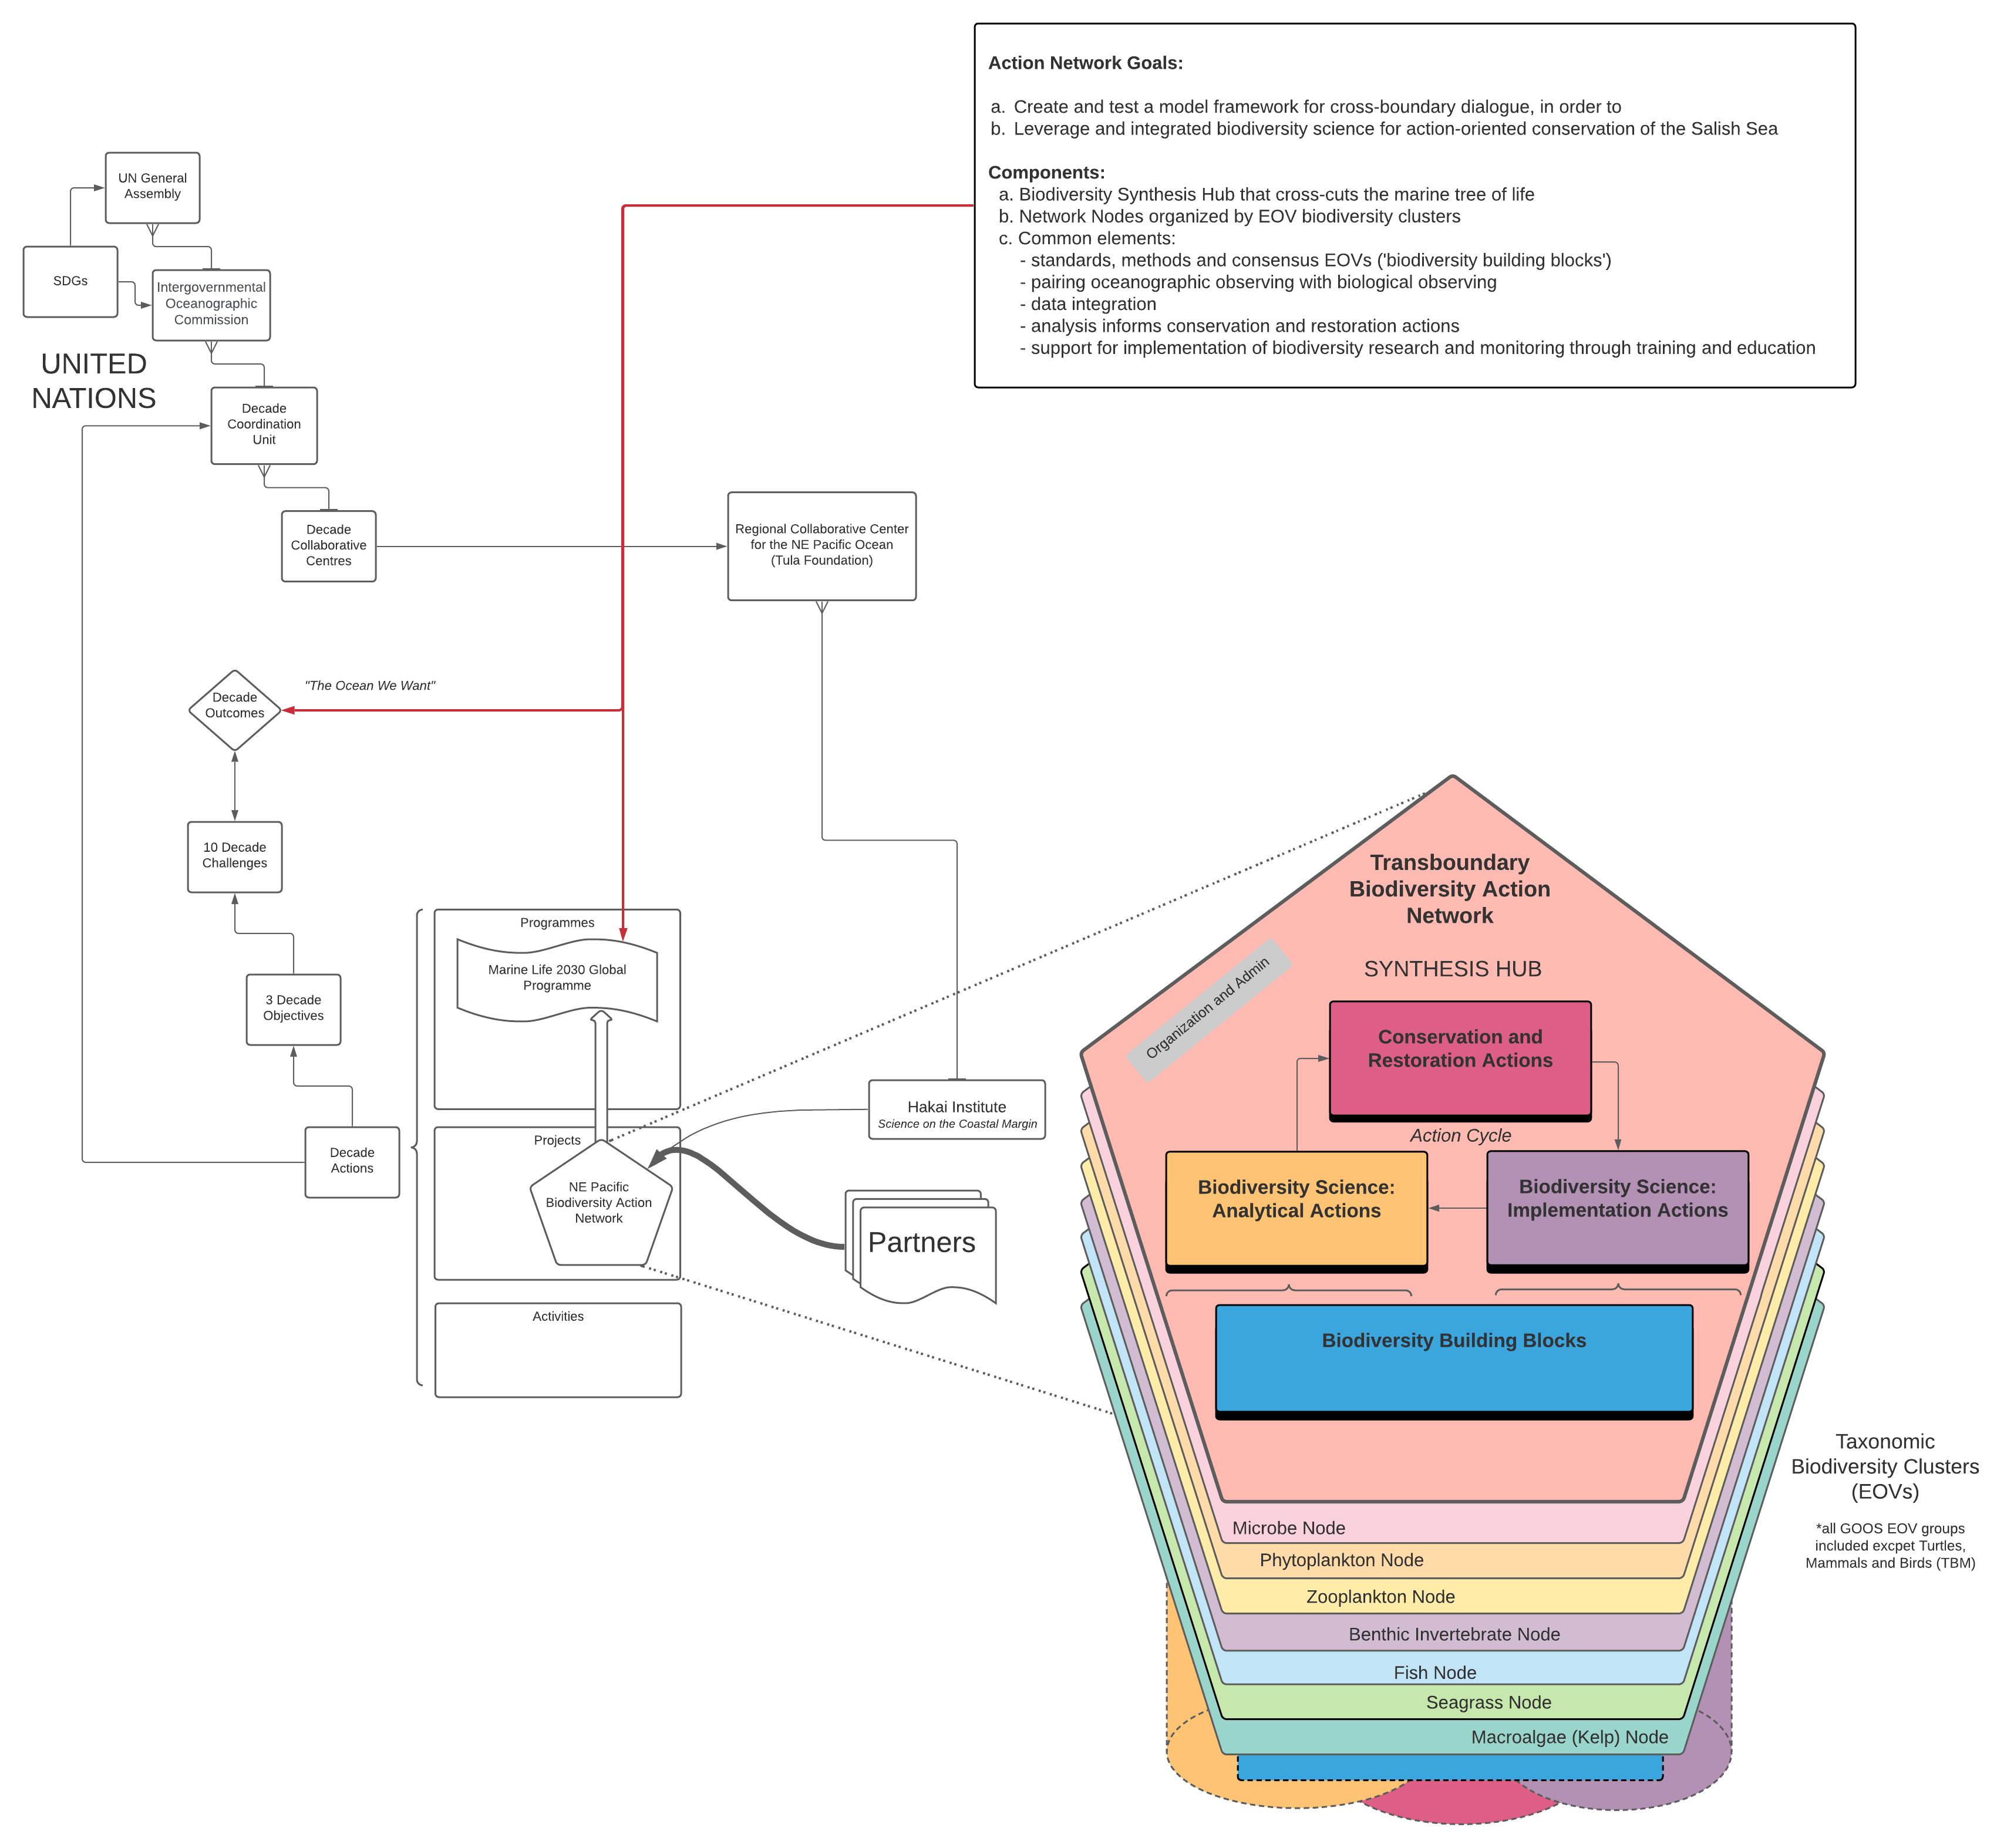 Action Network Goals:
a. Create and test a model framework for cross-boundary dialogue, in order to
b. Leverage and integrated biodiversity science for action-oriented conservation of the Salish Sea
Components:
a. Biodiversity Synthesis Hub that cross-cuts the marine tree of life
b. Network Nodes organized by EOV biodiversity clusters
c. Common elements:
- standards, methods and consensus EOVs ('biodiversity building blocks')
- pairing oceanographic observing with biological observing
- data integration
- analysis informs conservation and restoration actions
- support for implementation of biodiversity research and monitoring through training and education
UN General
Assembly
SDGs
Intergovernmental
Oceanographic
Commission
UNITED
NATIONS
Decade
Coordination
Unit
Decade
Collaborative
Centres
Regional Collaborative Center
for the NE Pacific Ocean
(Tula Foundation)
"The Ocean We Want"
Decade
Outcomes
10 Decade
Challenges
3 Decade
Objectives
Decade
Actions
Programmes
Marine Life 2030 Global
Programme
Projects
NE Pacific
Biodiversity Action
Network
Activities
Hakai Institute
Science on the Coastal Margin
Partners
Transboundary
Biodiversity Action
Network
SYNTHESIS HUB
Organization and Admin
Conservation and
Restoration Actions
Action Cycle
Biodiversity Science:
Analytical Actions
Biodiversity Science:
Implementation Actions
Biodiversity Building Blocks
Microbe Node
Phytoplankton Node
Zooplankton Node
Benthic Invertebrate Node
Fish Node
Seagrass Node
Macroalgae (Kelp) Node
Taxonomic
Biodiversity Clusters
(EOVs)
*all GOOS EOV groups
included excpet Turtles,
Mammals and Birds (TBM)